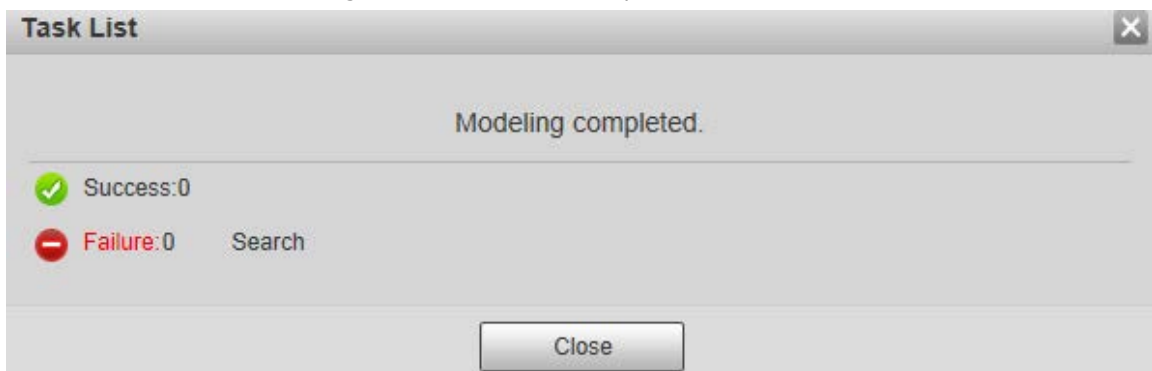 Task List
Modeling completed.
Success:0
Failure:0 Search
Close